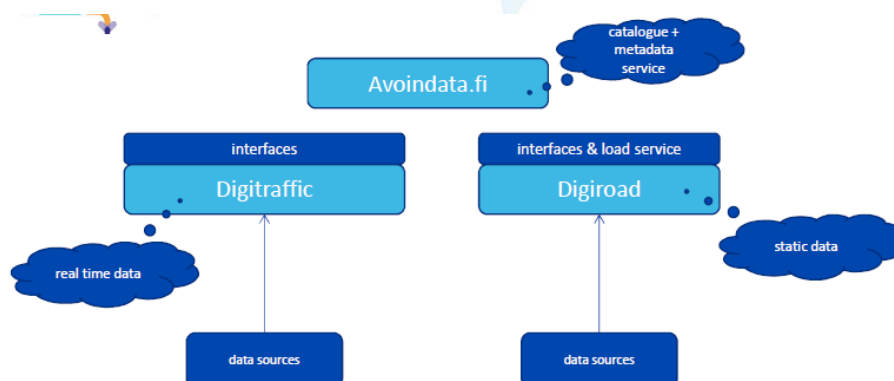 catalogue +
metadata
service
Avoindata.fi
interfaces
interfaces & load service
Digitraffic
Digiroad
real time data
static data
data sources
data sources